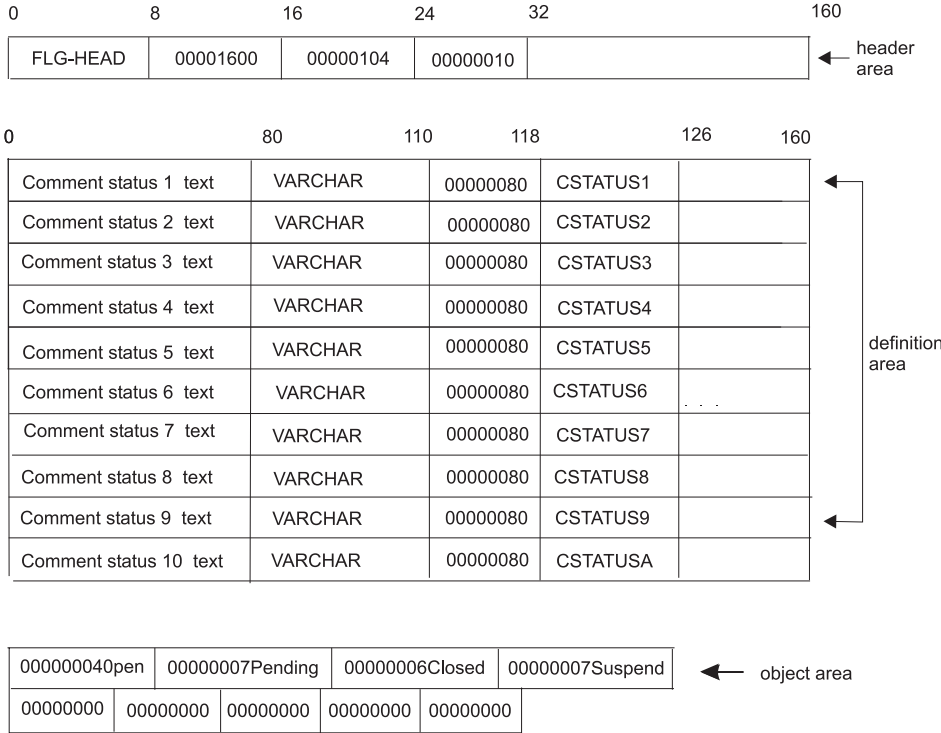 0 8 16 24 32 160
FLG-HEAD 00001600 00000104 00000010
header
area
0 80 110 118 126 160
Comment status 1 text VARCHAR 00000080 CSTATUS1
Comment status 2 text VARCHAR 00000080 CSTATUS2
Comment status 3 text VARCHAR 00000080 CSTATUS3
Comment status 4 text VARCHAR 00000080 CSTATUS4
Comment status 5 text VARCHAR 00000080 CSTATUS5
Comment status 6 text VARCHAR 00000080 CSTATUS6 . . .
Comment status 7 text VARCHAR 00000080 CSTATUS7
Comment status 8 text VARCHAR 00000080 CSTATUS8
Comment status 9 text VARCHAR 00000080 CSTATUS9
Comment status 10 text VARCHAR 00000080 CSTATUSA
definition
area
000000040pen 00000007Pending 00000006Closed 00000007Suspend
object area
00000000 00000000 00000000 00000000 00000000